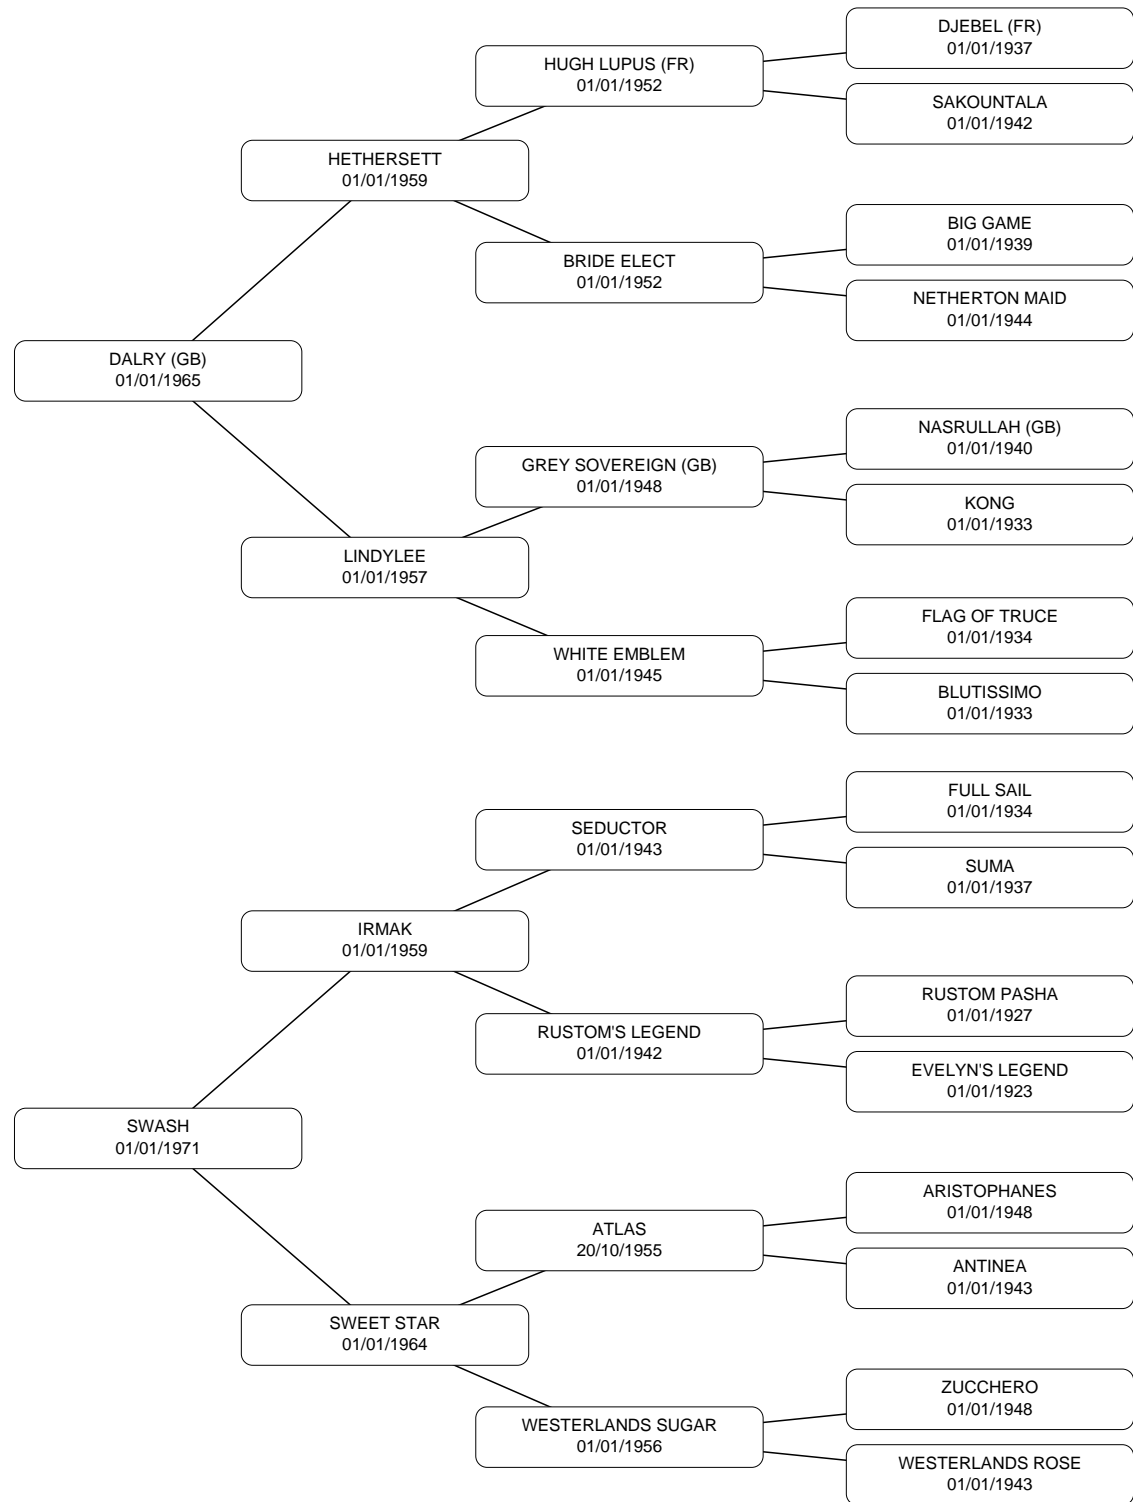 DJEBEL (FR)
01/01/1937
HUGH LUPUS (FR)
01/01/1952
SAKOUNTALA
01/01/1942
HETHERSETT
01/01/1959
BIG GAME
01/01/1939
BRIDE ELECT
01/01/1952
NETHERTON MAID
01/01/1944
DALRY (GB)
01/01/1965
NASRULLAH (GB)
01/01/1940
GREY SOVEREIGN (GB)
01/01/1948
KONG
01/01/1933
LINDYLEE
01/01/1957
FLAG OF TRUCE
01/01/1934
WHITE EMBLEM
01/01/1945
BLUTISSIMO
01/01/1933
FULL SAIL
01/01/1934
SEDUCTOR
01/01/1943
SUMA
01/01/1937
IRMAK
01/01/1959
RUSTOM PASHA
01/01/1927
RUSTOM'S LEGEND
01/01/1942
EVELYN'S LEGEND
01/01/1923
SWASH
01/01/1971
ARISTOPHANES
01/01/1948
ATLAS
20/10/1955
ANTINEA
01/01/1943
SWEET STAR
01/01/1964
ZUCCHERO
01/01/1948
WESTERLANDS SUGAR
01/01/1956
WESTERLANDS ROSE
01/01/1943